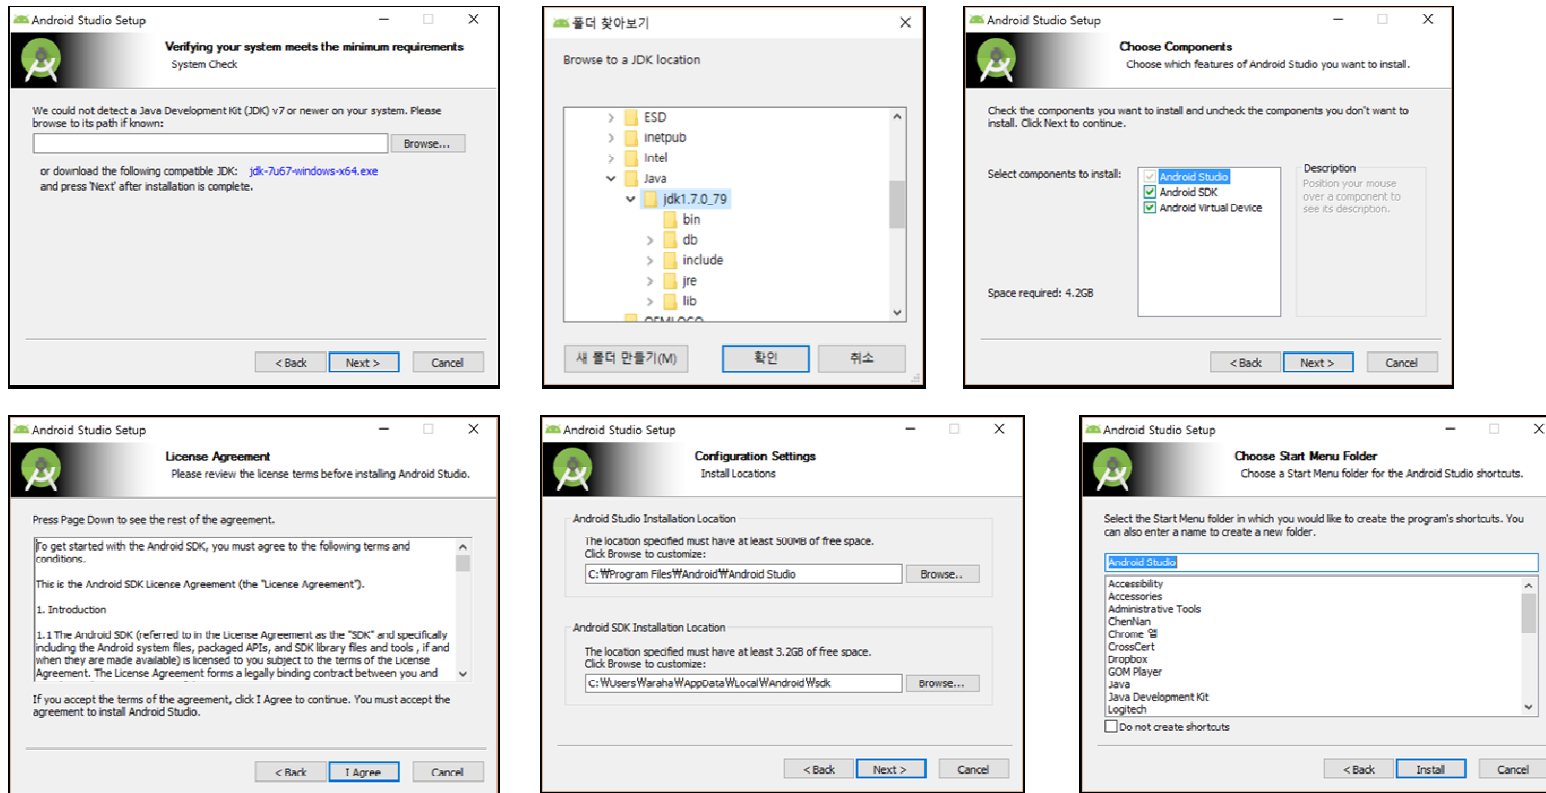 Android Studio Setup
Verifying your system meets the minimum requirements
System Check
We could not detect a Java Development Kit (JDK) v7 or newer on your system. Please
browse to its path if known:
Browse...
or download the following compatible JDK: jdk-7u67-windows-x64.exe
and press 'Next' after installation is complete.
< Back
Next >
Cancel
폴더 찾아보기
Browse to a JDK location
ESD
inetpub
Intel
Java
jdk1.7.0_79
bin
db
include
jre
lib
OEMLOGO
새 폴더 만들기(M)
확인
취소
Android Studio Setup
Choose Components
Choose which features of Android Studio you want to install.
Check the components you want to install and uncheck the components you don't want to
install. Click Next to continue.
Select components to install:
Android Studio
Android SDK
Android Virtual Device
Description
Position your mouse
over a component to
see its description.
Space required: 4.2GB
< Back
Next >
Cancel
Android Studio Setup
License Agreement
Please review the license terms before installing Android Studio.
Press Page Down to see the rest of the agreement.
To get started with the Android SDK, you must agree to the following terms and
conditions.
This is the Android SDK License Agreement (the "License Agreement").
1. Introduction
1.1 The Android SDK (referred to in the License Agreement as the "SDK" and specifically
including the Android system files, packaged APIs, and SDK library files and tools , if and
when they are made available) is licensed to you subject to the terms of the License
Agreement. The License Agreement forms a legally binding contract between you and
If you accept the terms of the agreement, click I Agree to continue. You must accept the
agreement to install Android Studio.
< Back
I Agree
Cancel
Android Studio Setup
Configuration Settings
Install Locations
Android Studio Installation Location
The location specified must have at least 500MB of free space.
Click Browse to customize:
C:₩Program Files₩Android₩Android Studio
Browse...
Android SDK Installation Location
The location specified must have at least 3.2GB of free space.
Click Browse to customize:
C:₩Users₩araha₩AppData₩Local₩Android₩sdk
Browse...
< Back
Next >
Cancel
Android Studio Setup
Choose Start Menu Folder
Choose a Start Menu folder for the Android Studio shortcuts.
Select the Start Menu folder in which you would like to create the program's shortcuts. You
can also enter a name to create a new folder.
Android Studio
Accessibility
Accessories
Administrative Tools
ChenNan
Chrome 앱
CrossCert
Dropbox
GOM Player
Java
Java Development Kit
Logitech
Do not create shortcuts
< Back
Install
Cancel